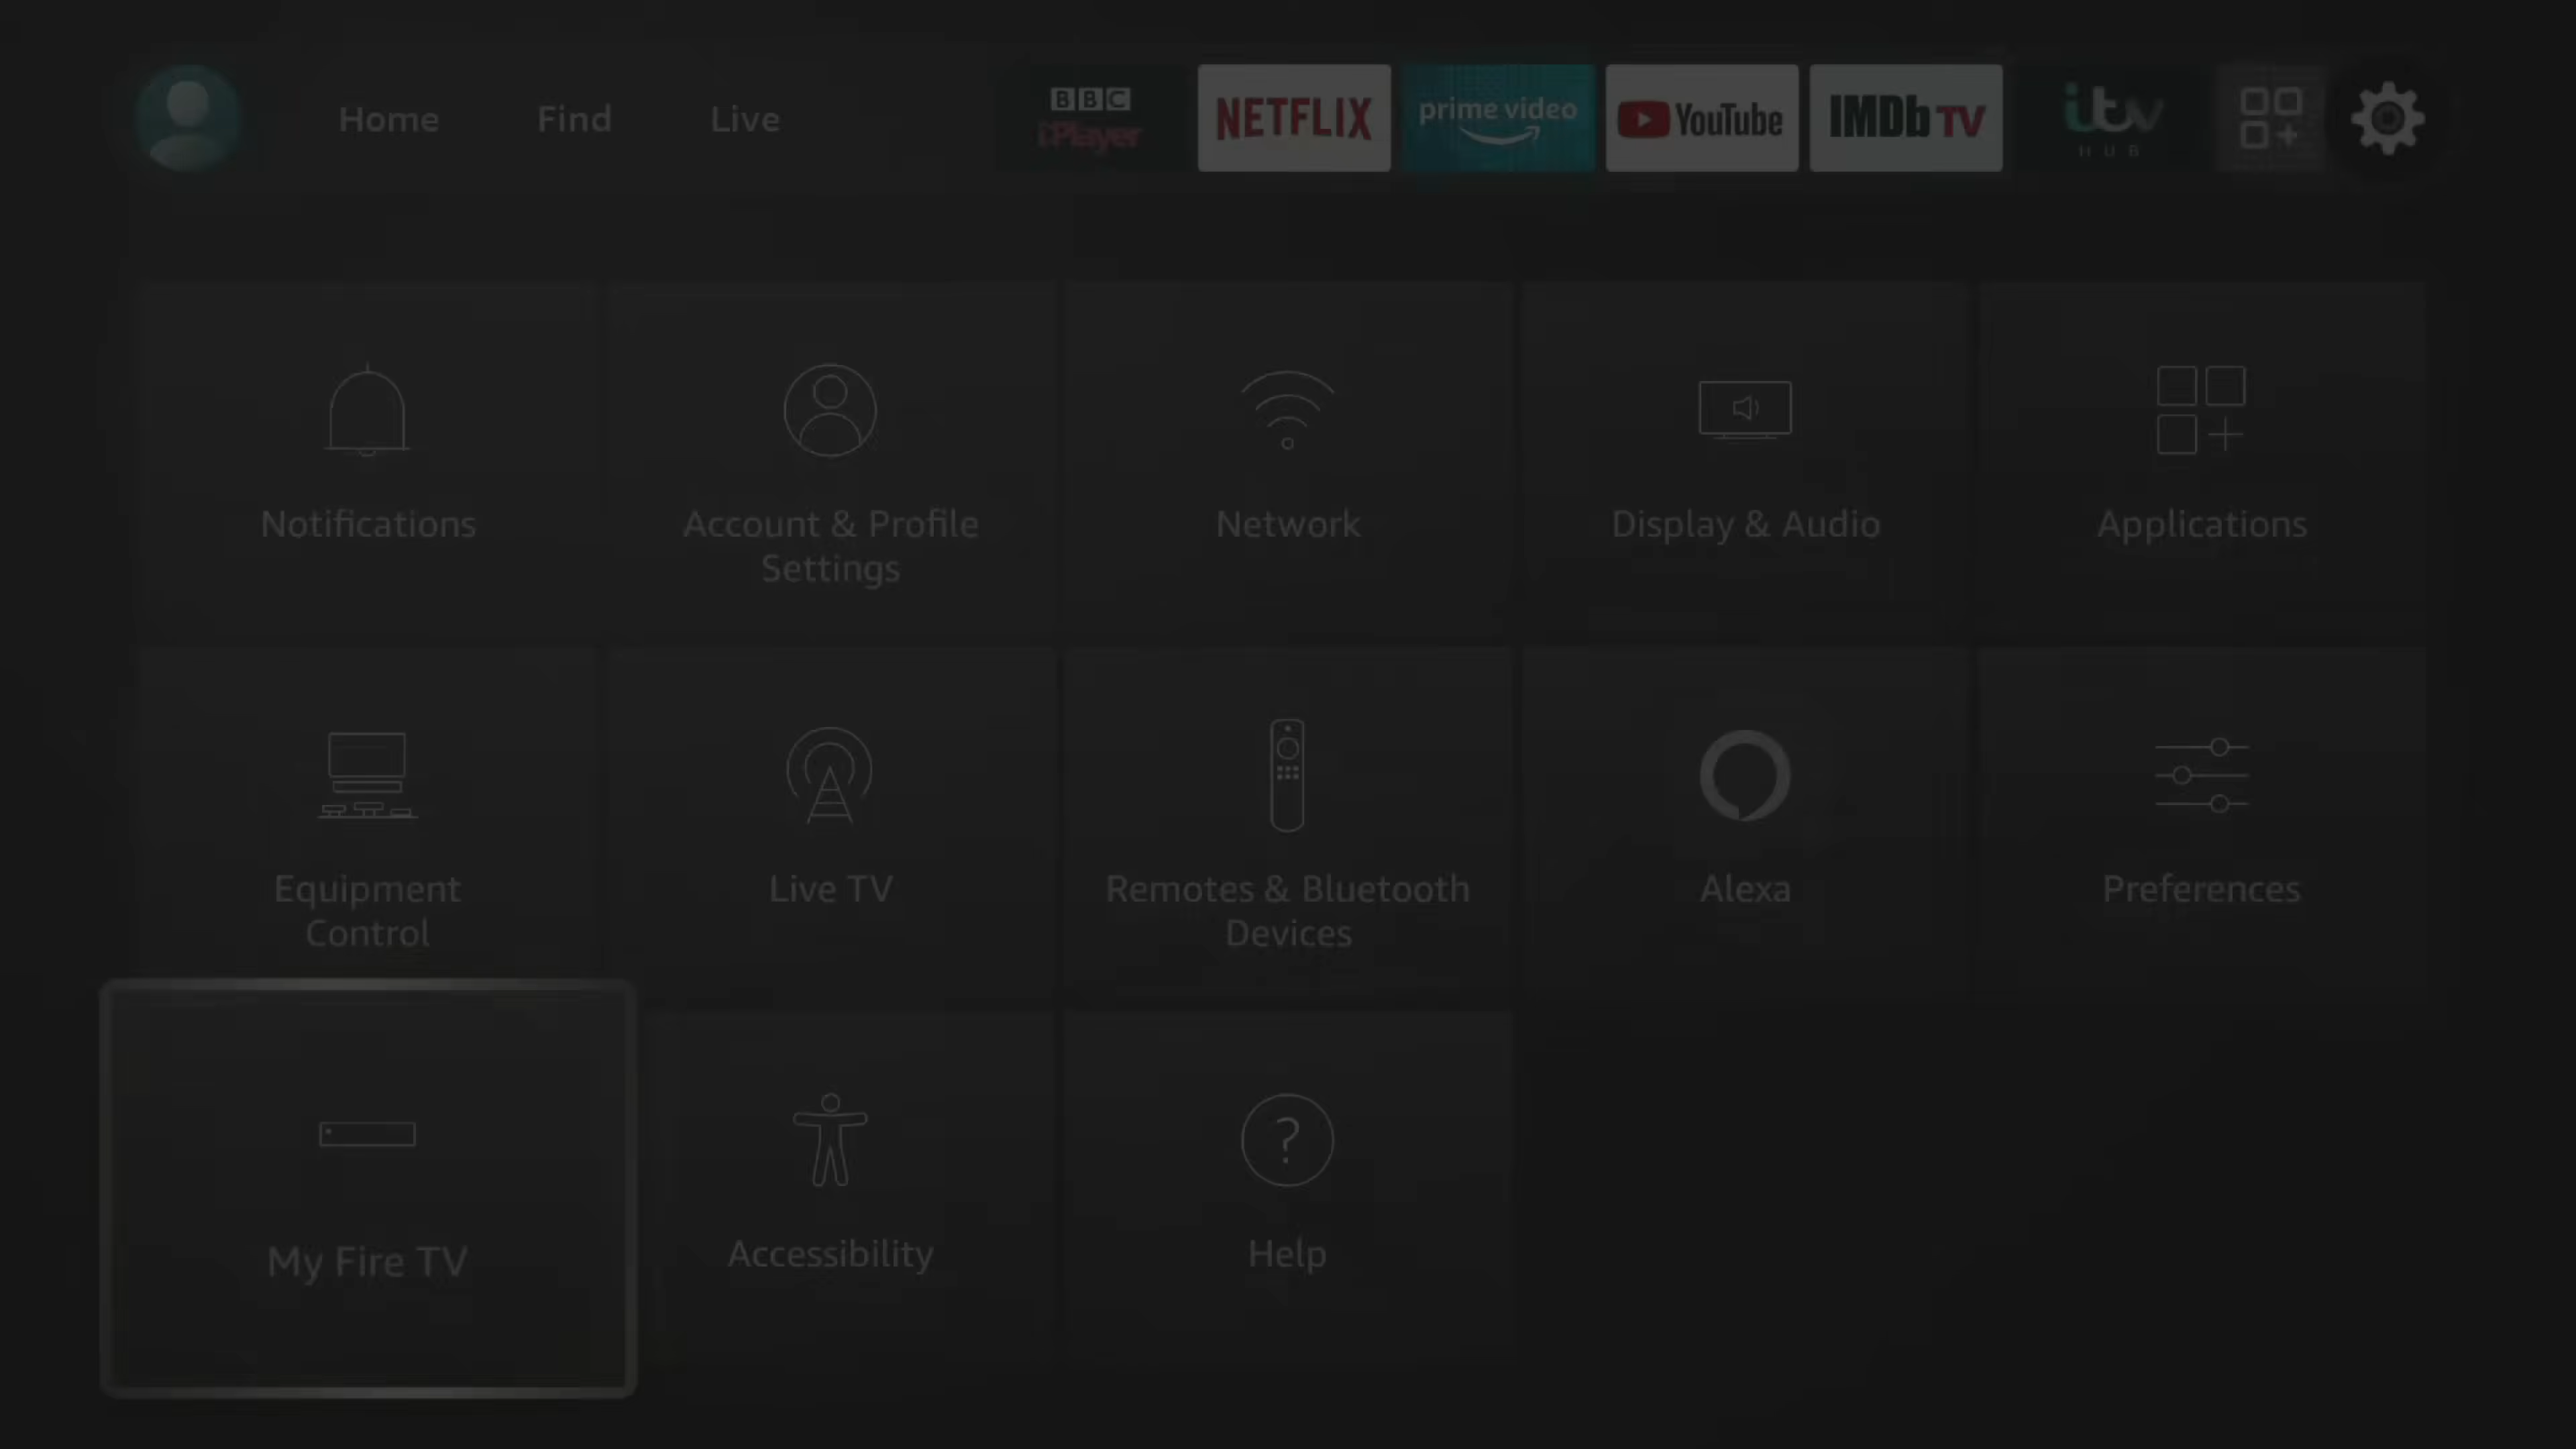 Home Find Live BBC iPlayer NETFLIX prime video YouTube IMDb TV itv HUB
Notifications
Account & Profile
Settings
Network
Display & Audio
Applications
Equipment
Control
Live TV
Remotes & Bluetooth
Devices
Alexa
Preferences
My Fire TV
Accessibility
?
Help